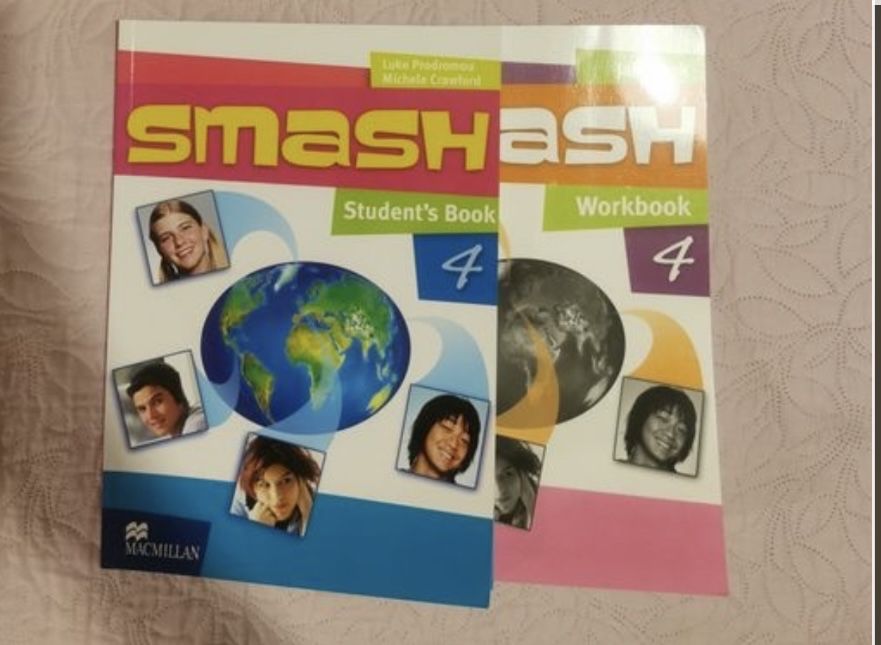 Luke Prodromou
Michele Crawford
smasH
Student's Book
4
MACMILLAN
asH
Workbook
4